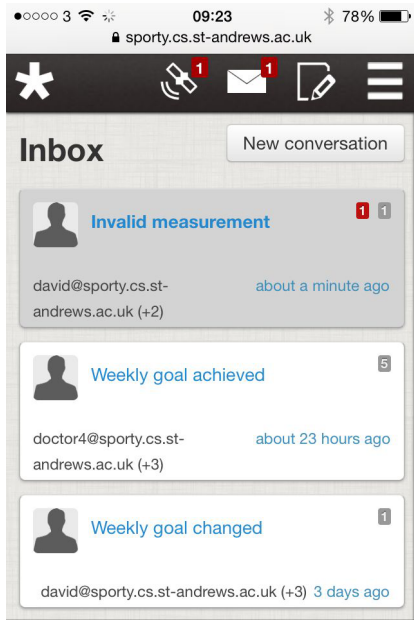 3 09:23 78%
sporty.cs.st-andrews.ac.uk
1 1
Inbox New conversation
1 1
Invalid measurement
david@sporty.cs.st- about a minute ago
andrews.ac.uk (+2)
5
Weekly goal achieved
doctor4@sporty.cs.st- about 23 hours ago
andrews.ac.uk (+3)
1
Weekly goal changed
david@sporty.cs.st-andrews.ac.uk (+3) 3 days ago